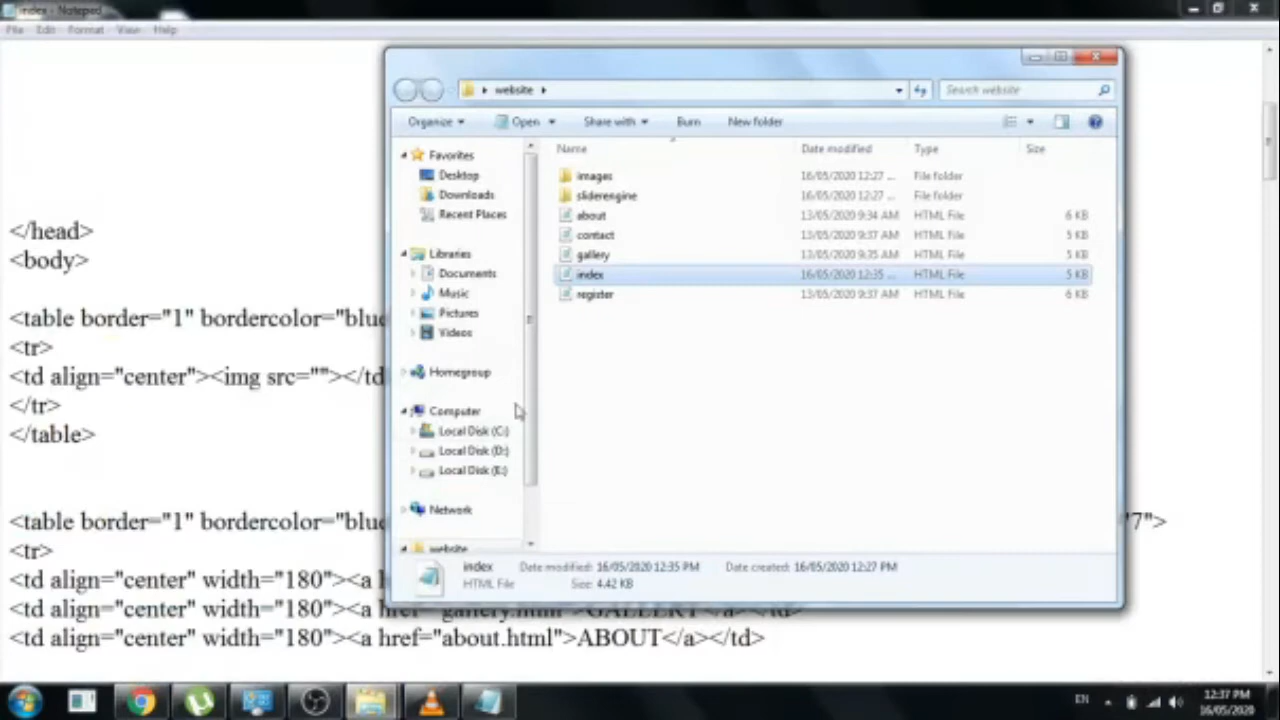 index - Notepad
File Edit Format View Help
</head>
<body>
<table border="1" bordercolor="blue
<tr>
<td align="center"><img src=""></td
</tr>
</table>
<table border="1" bordercolor="blue
"7">
<tr>
<td align="center" width="180"><a h
<td align="center" width="180"><a href="gallery.html">GALLERY</a></td>
<td align="center" width="180"><a href="about.html">ABOUT</a></td>
website
Search website
Organize Open Share with Burn New folder
Name Date modified Type Size
Favorites
Desktop
Downloads
Recent Places
Libraries
Documents
Music
Pictures
Videos
Homegroup
Computer
Local Disk (C:)
Local Disk (D:)
Local Disk (E:)
Network
website
images 16/05/2020 12:27 ... File folder
sliderengine 16/05/2020 12:27 ... File folder
about 13/05/2020 9:34 AM HTML File 6 KB
contact 13/05/2020 9:37 AM HTML File 5 KB
gallery 13/05/2020 9:35 AM HTML File 5 KB
index 16/05/2020 12:35 ... HTML File 5 KB
register 13/05/2020 9:37 AM HTML File 6 KB
index Date modified: 16/05/2020 12:35 PM Date created: 16/05/2020 12:27 PM
HTML File Size: 4.42 KB
EN
12:37 PM
16/05/2020